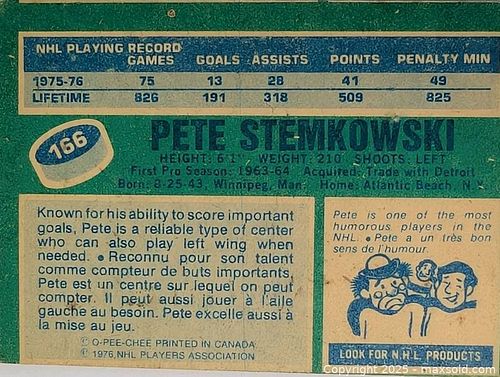 NHL PLAYING RECORD
GAMES GOALS ASSISTS POINTS PENALTY MIN
1975-76 75 13 28 41 49
LIFETIME 826 191 318 509 825
166
PETE STEMKOWSKI
HEIGHT: 6'1" WEIGHT: 210 SHOOTS: LEFT
First Pro Season: 1963-64 Acquired: Trade with Detroit
Born: 8-25-43, Winnipeg, Man. Home: Atlantic Beach, N.Y.
Known for his ability to score important
goals, Pete is a reliable type of center
who can also play left wing when
needed. • Reconnu pour son talent
comme compteur de buts importants,
Pete est un centre sur lequel on peut
compter. Il peut aussi jouer à l'aile
gauche au besoin. Pete excelle aussi à
la mise au jeu.
© O-PEE-CHEE PRINTED IN CANADA
© 1976, NHL PLAYERS ASSOCIATION
Pete is one of the most
humorous players in the
NHL. • Pete a un très bon
sens de l'humour.
LOOK FOR N.H.L. PRODUCTS
Copyright 2025 - maxsold.com